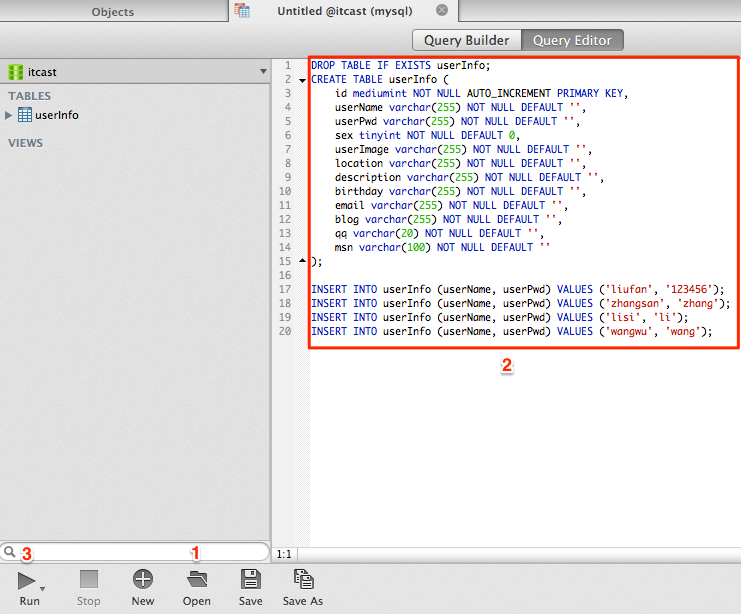 Objects
Untitled @itcast (mysql)
Query Builder
Query Editor
itcast
TABLES
userInfo
VIEWS
1 DROP TABLE IF EXISTS userInfo;
2 CREATE TABLE userInfo (
3 id mediumint NOT NULL AUTO_INCREMENT PRIMARY KEY,
4 userName varchar(255) NOT NULL DEFAULT '',
5 userPwd varchar(255) NOT NULL DEFAULT '',
6 sex tinyint NOT NULL DEFAULT 0,
7 userImage varchar(255) NOT NULL DEFAULT '',
8 location varchar(255) NOT NULL DEFAULT '',
9 description varchar(255) NOT NULL DEFAULT '',
10 birthday varchar(255) NOT NULL DEFAULT '',
11 email varchar(255) NOT NULL DEFAULT '',
12 blog varchar(255) NOT NULL DEFAULT '',
13 qq varchar(20) NOT NULL DEFAULT '',
14 msn varchar(100) NOT NULL DEFAULT ''
15 );
16
17 INSERT INTO userInfo (userName, userPwd) VALUES ('liufan', '123456');
18 INSERT INTO userInfo (userName, userPwd) VALUES ('zhangsan', 'zhang');
19 INSERT INTO userInfo (userName, userPwd) VALUES ('lisi', 'li');
20 INSERT INTO userInfo (userName, userPwd) VALUES ('wangwu', 'wang');
2
3
1
1:1
Run
Stop
New
Open
Save
Save As